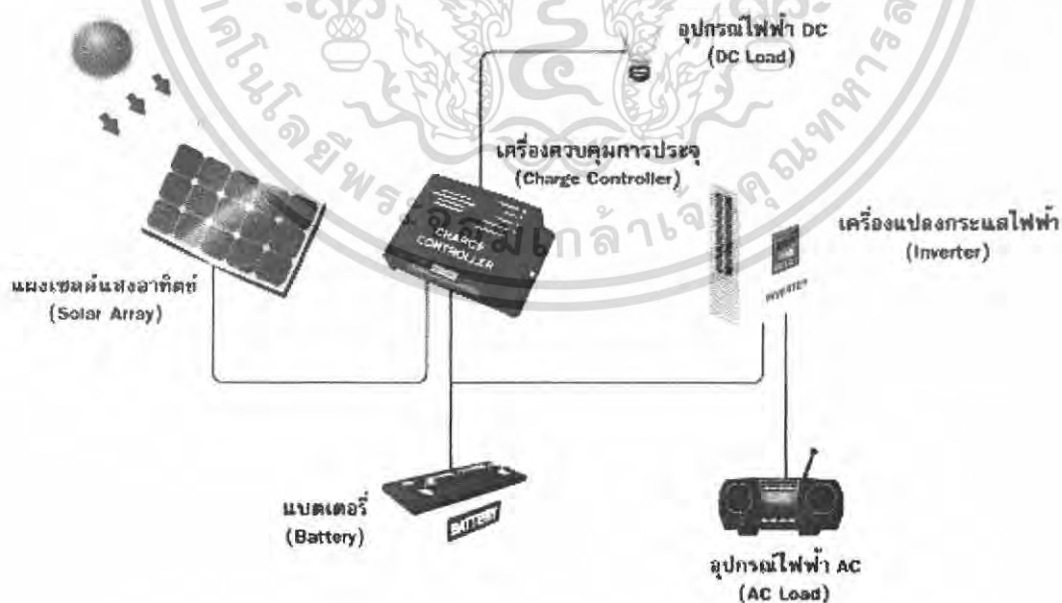 อุปกรณ์ไฟฟ้า DC
(DC Load)
เครื่องควบคุมการประจุ
(Charge Controller)
CHARGE
CONTROLLER
เครื่องแปลงกระแสไฟฟ้า
(Inverter)
INVERTER
แผงเซลล์แสงอาทิตย์
(Solar Array)
แบตเตอรี่
(Battery)
BATTERY
อุปกรณ์ไฟฟ้า AC
(AC Load)